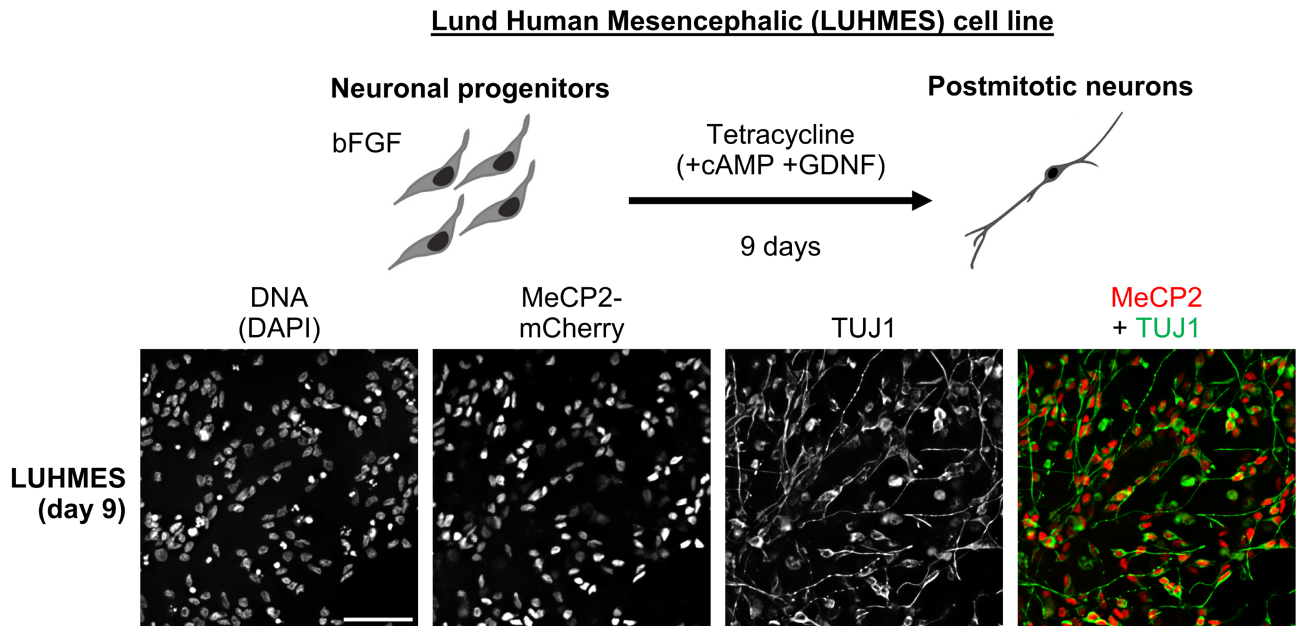 Lund Human Mesencephalic (LUHMES) cell line
Neuronal progenitors
bFGF
Tetracycline
(+cAMP +GDNF)
9 days
Postmitotic neurons
DNA
(DAPI)
MeCP2-
mCherry
TUJ1
MeCP2
+ TUJ1
LUHMES
(day 9)